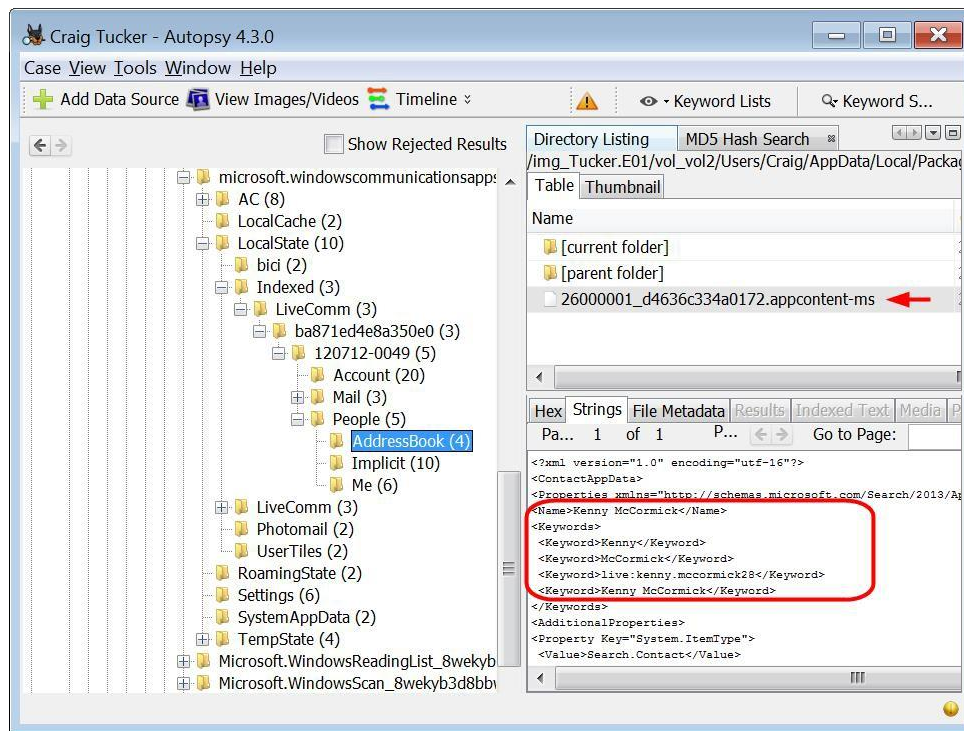 Craig Tucker - Autopsy 4.3.0
Case View Tools Window Help
Add Data Source View Images/Videos Timeline Keyword Lists Keyword S...
Show Rejected Results
microsoft.windowscommunicationsapps
AC (8)
LocalCache (2)
LocalState (10)
bici (2)
Indexed (3)
LiveComm (3)
ba871ed4e8a350e0 (3)
120712-0049 (5)
Account (20)
Mail (3)
People (5)
AddressBook (4)
Implicit (10)
Me (6)
LiveComm (3)
Photomail (2)
UserTiles (2)
RoamingState (2)
Settings (6)
SystemAppData (2)
TempState (4)
Microsoft.WindowsReadingList_8wekyb
Microsoft.WindowsScan_8wekyb3d8bbw
Directory Listing MD5 Hash Search
/img_Tucker.E01/vol_vol2/Users/Craig/AppData/Local/Packag
Table Thumbnail
Name
[current folder]
[parent folder]
26000001_d4636c334a0172.appcontent-ms
Hex Strings File Metadata Results Indexed Text Media P
Pa... 1 of 1 P... Go to Page:
<?xml version="1.0" encoding="utf-16"?>
<ContactAppData>
<Properties xmlns="http://schemas.microsoft.com/Search/2013/Ap
<Name>Kenny McCormick</Name>
<Keywords>
<Keyword>Kenny</Keyword>
<Keyword>McCormick</Keyword>
<Keyword>live:kenny.mccormick28</Keyword>
<Keyword>Kenny McCormick</Keyword>
</Keywords>
<AdditionalProperties>
<Property Key="System.ItemType">
<Value>Search.Contact</Value>